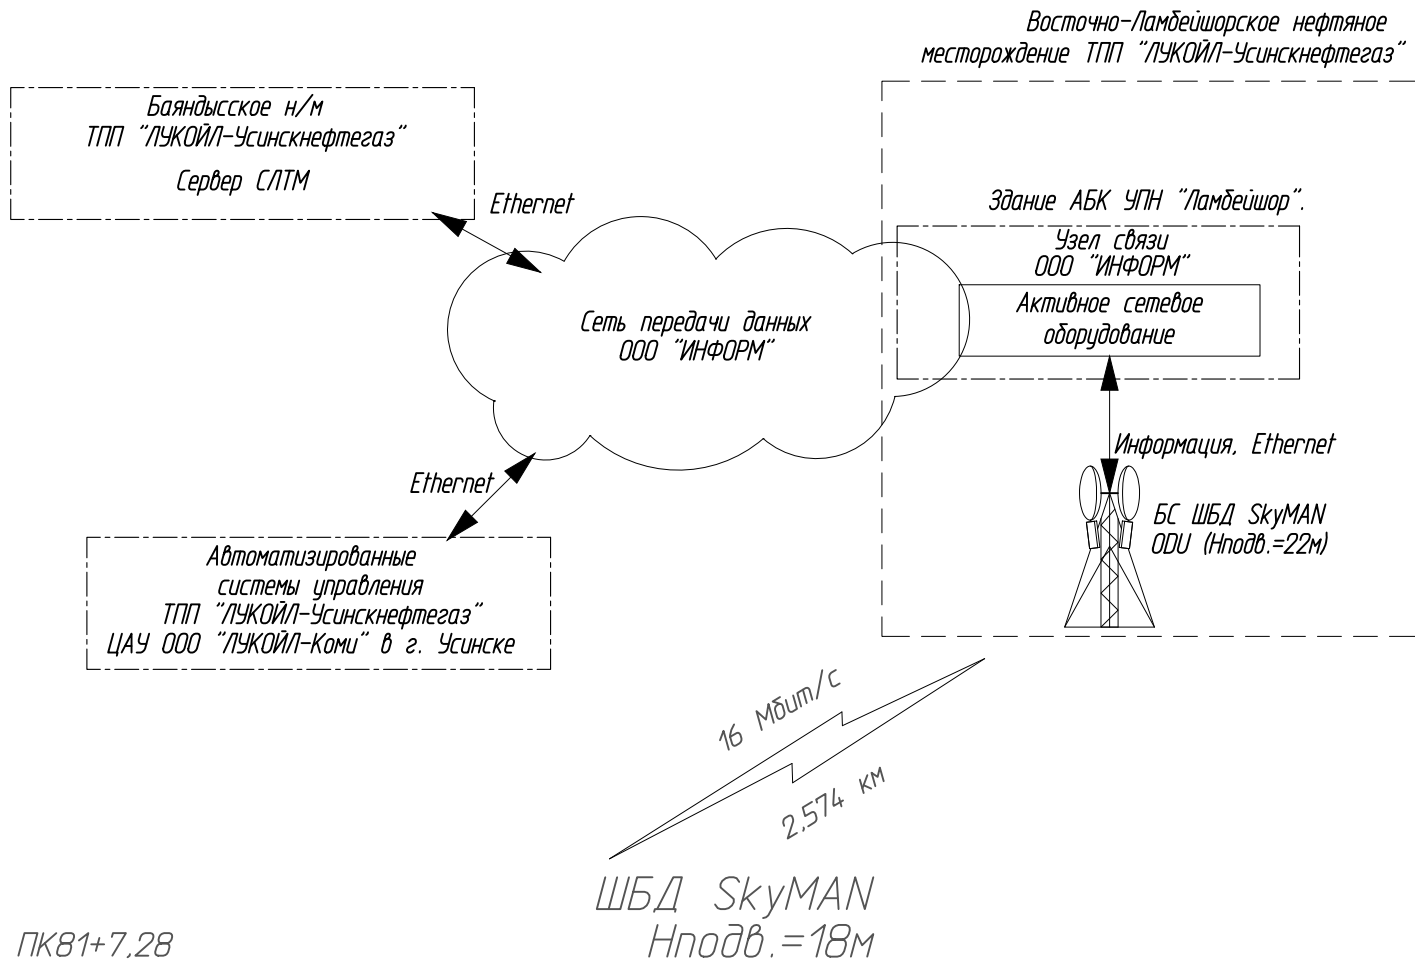 Восточно-Ламбейшорское нефтяное
месторождение ТПП "ЛУКОЙЛ-Усинскнефтегаз"
Баяндысское н/м
ТПП "ЛУКОЙЛ-Усинскнефтегаз"
Сервер СЛТМ
Ethernet
Здание АБК УПН "Ламбейшор".
Узел связи
ООО "ИНФОРМ"
Активное сетевое
оборудование
Сеть передачи данных
ООО "ИНФОРМ"
Информация, Ethernet
Ethernet
БС ШБД SkyMAN
ODU (Нподв.=22м)
Автоматизированные
системы управления
ТПП "ЛУКОЙЛ-Усинскнефтегаз"
ЦАУ ООО "ЛУКОЙЛ-Коми" в г. Усинске
16 Мбит/с
2,574 км
ШБД SkyMAN
Нподв.=18м
ПК81+7,28